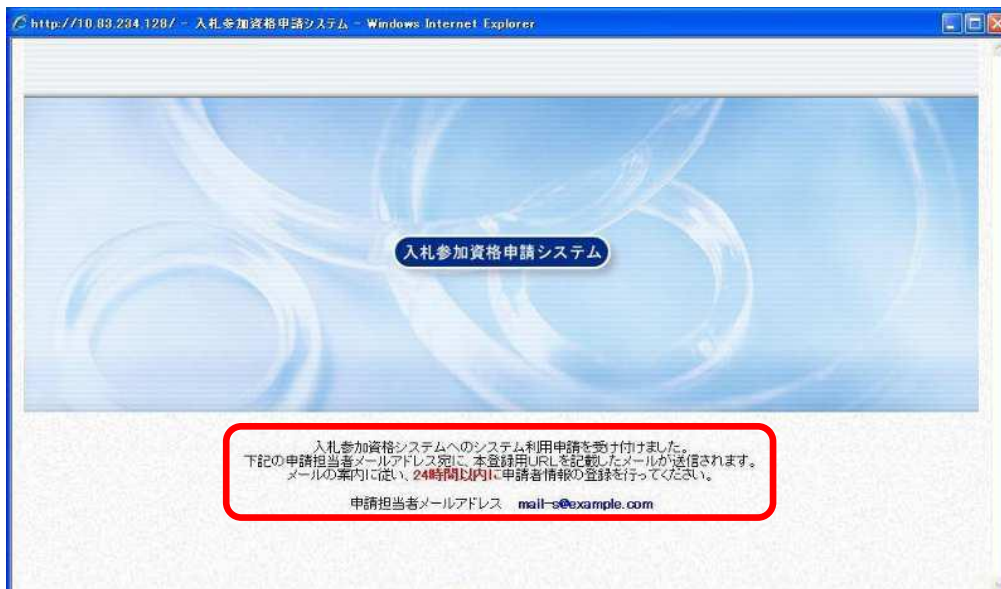 http://10.83.234.128/ - 入札参加資格申請システム - Windows Internet Explorer
入札参加資格申請システム
入札参加資格システムへのシステム利用申請を受け付けました。
下記の申請担当者メールアドレス宛に、本登録用URLを記載したメールが送信されます。
メールの案内に従い、24時間以内に申請者情報の登録を行ってください。
申請担当者メールアドレス mail-s@example.com